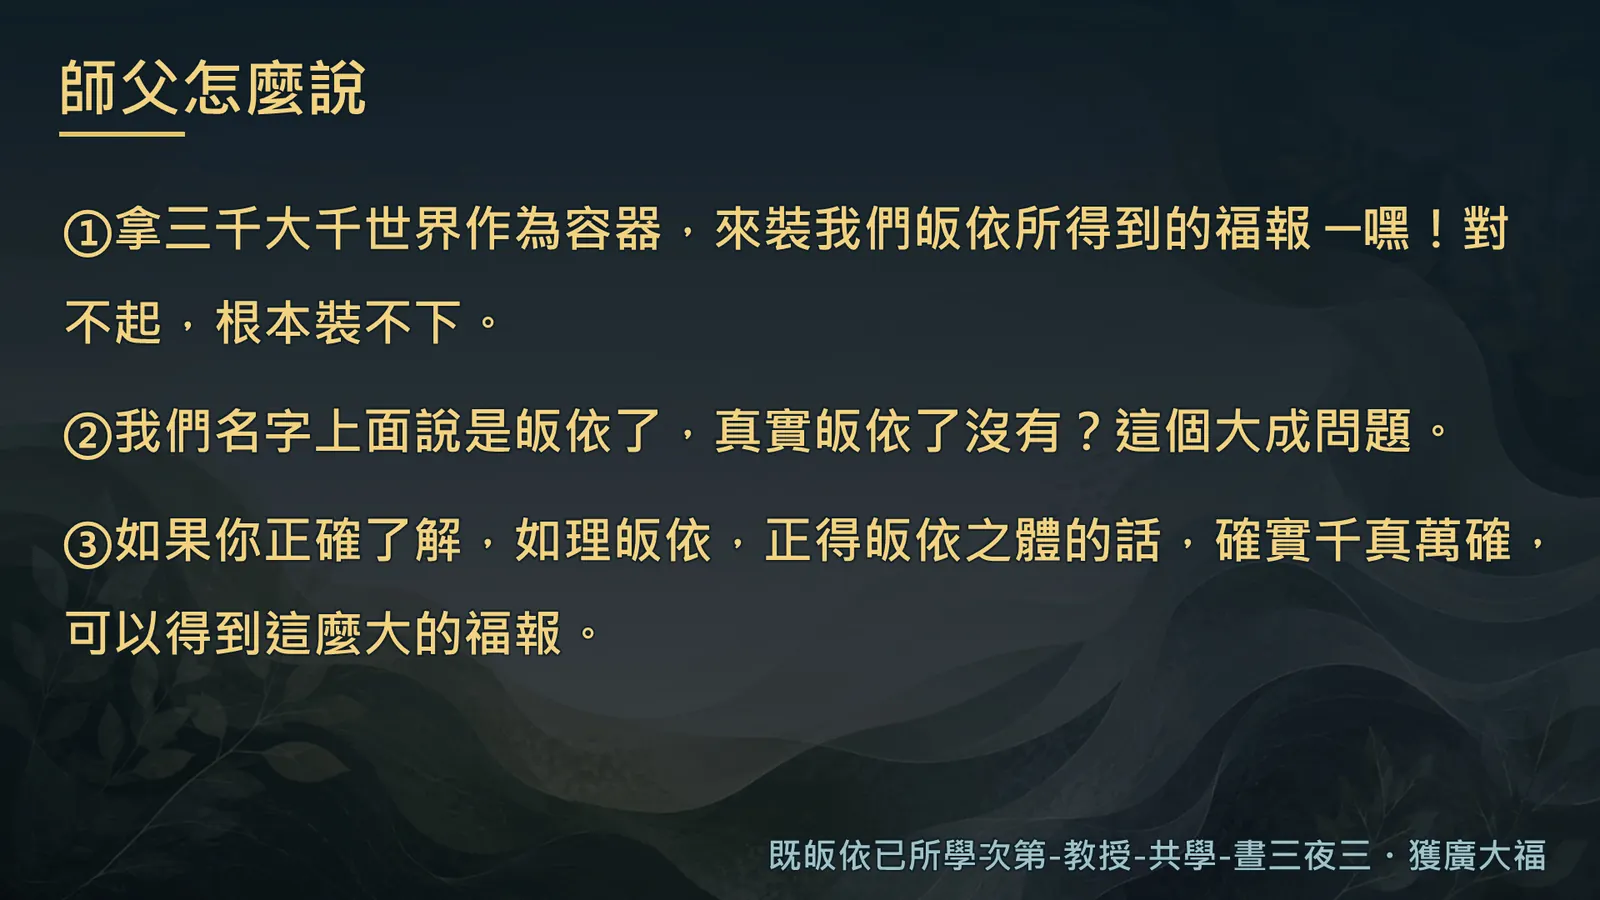 師父怎麼說
①拿三千大千世界作為容器，來裝我們皈依所得到的福報 —嘿！對
不起，根本裝不下。
②我們名字上面說是皈依了，真實皈依了沒有？這個大成問題。
③如果你正確了解，如理皈依，正得皈依之體的話，確實千真萬確，
可以得到這麼大的福報。
既皈依已所學次第-教授-共學-晝三夜三・獲廣大福